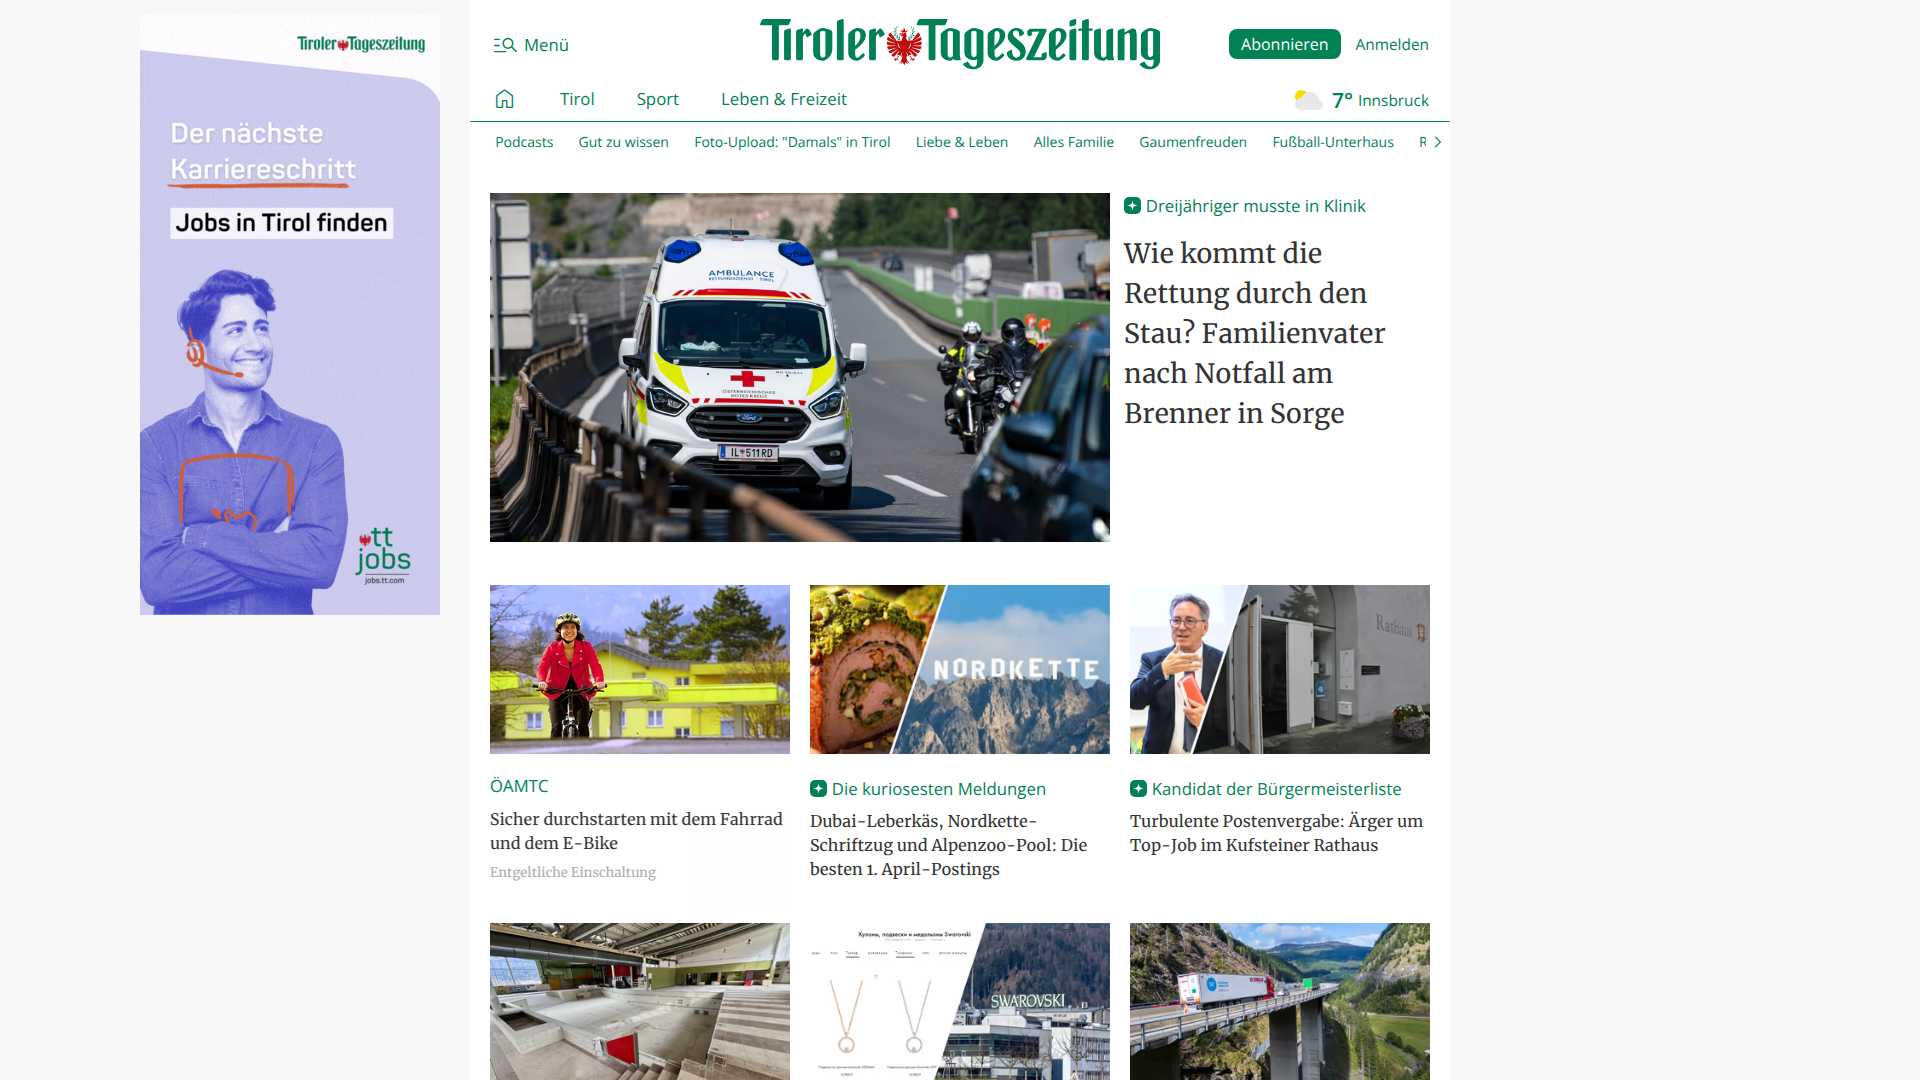 Tiroler Tageszeitung
Der nächste
Karriereschritt
Jobs in Tirol finden
tt
jobs
jobs.tt.com
Menü
Tiroler Tageszeitung
Abonnieren
Anmelden
Tirol
Sport
Leben & Freizeit
7° Innsbruck
Podcasts
Gut zu wissen
Foto-Upload: "Damals" in Tirol
Liebe & Leben
Alles Familie
Gaumenfreuden
Fußball-Unterhaus
AMBULANCE
IL 511RD
Dreijähriger musste in Klinik
Wie kommt die
Rettung durch den
Stau? Familienvater
nach Notfall am
Brenner in Sorge
NORDKETTE
Rathaus
ÖAMTC
Sicher durchstarten mit dem Fahrrad
und dem E-Bike
Entgeltliche Einschaltung
Die kuriosesten Meldungen
Dubai-Leberkäs, Nordkette-
Schriftzug und Alpenzoo-Pool: Die
besten 1. April-Postings
Kandidat der Bürgermeisterliste
Turbulente Postenvergabe: Ärger um
Top-Job im Kufsteiner Rathaus
Кулоны, подвески и медальоны Swarovski
SWAROVSKI